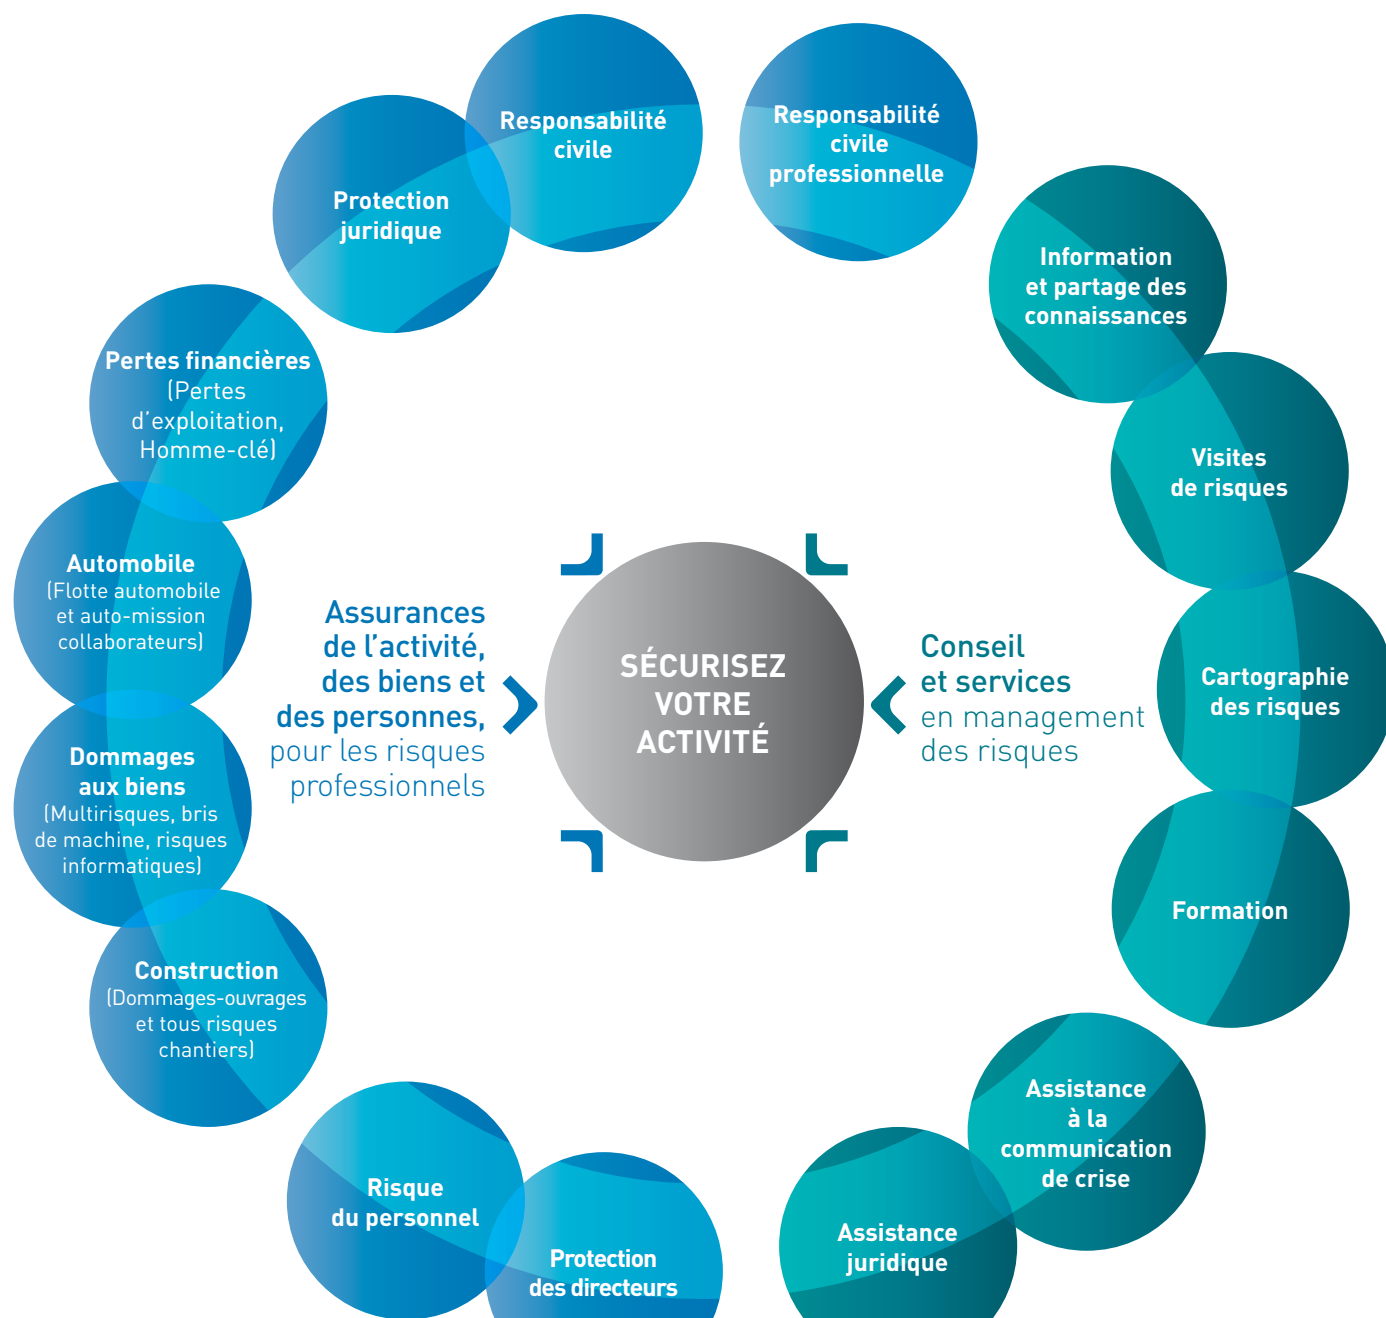 Responsabilité
civile
Responsabilité
civile
professionnelle
Protection
juridique
Information
et partage des
connaissances
Pertes financières
(Pertes
d'exploitation,
Homme-clé)
Visites
de risques
Automobile
(Flotte automobile
et auto-mission
collaborateurs)
Assurances
de l'activité,
des biens et
des personnes,
pour les risques
professionnels
SÉCURISEZ
VOTRE
ACTIVITÉ
Conseil
et services
en management
des risques
Cartographie
des risques
Dommages
aux biens
(Multirisques, bris
de machine, risques
informatiques)
Formation
Construction
(Dommages-ouvrages
et tous risques
chantiers)
Assistance
à la
communication
de crise
Risque
du personnel
Protection
des directeurs
Assistance
juridique